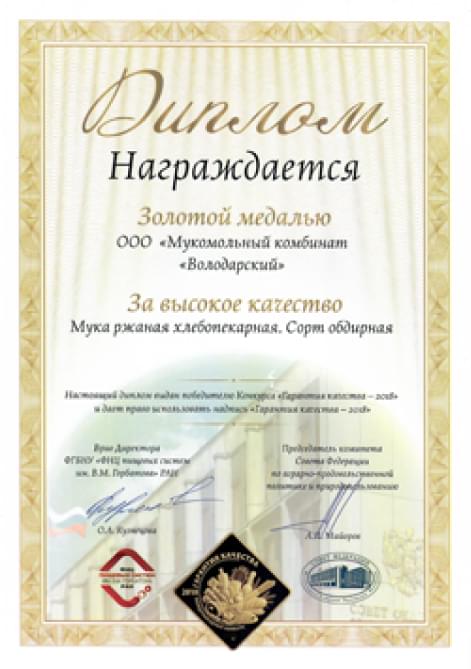 Диплом
Награждается
Золотой медалью
ООО «Мукомольный комбинат
«Володарский»
За высокое качество
Мука ржаная хлебопекарная. Сорт обдирная
Настоящий диплом выдан победителю Конкурса «Гарантия качества – 2018»
и дает право использовать надпись «Гарантия качества – 2018»
Врио Директора
ФГБНУ «ФНЦ пищевых систем
им. В.М. Горбатова» РАН
О.А. Кузнецова
Председатель комитета
Совета Федерации
по аграрно-продовольственной
политике и природопользованию
А.П. Майоров
ГАРАНТИЯ КАЧЕСТВА
2018
СОВЕТ ФЕДЕРАЦИИ